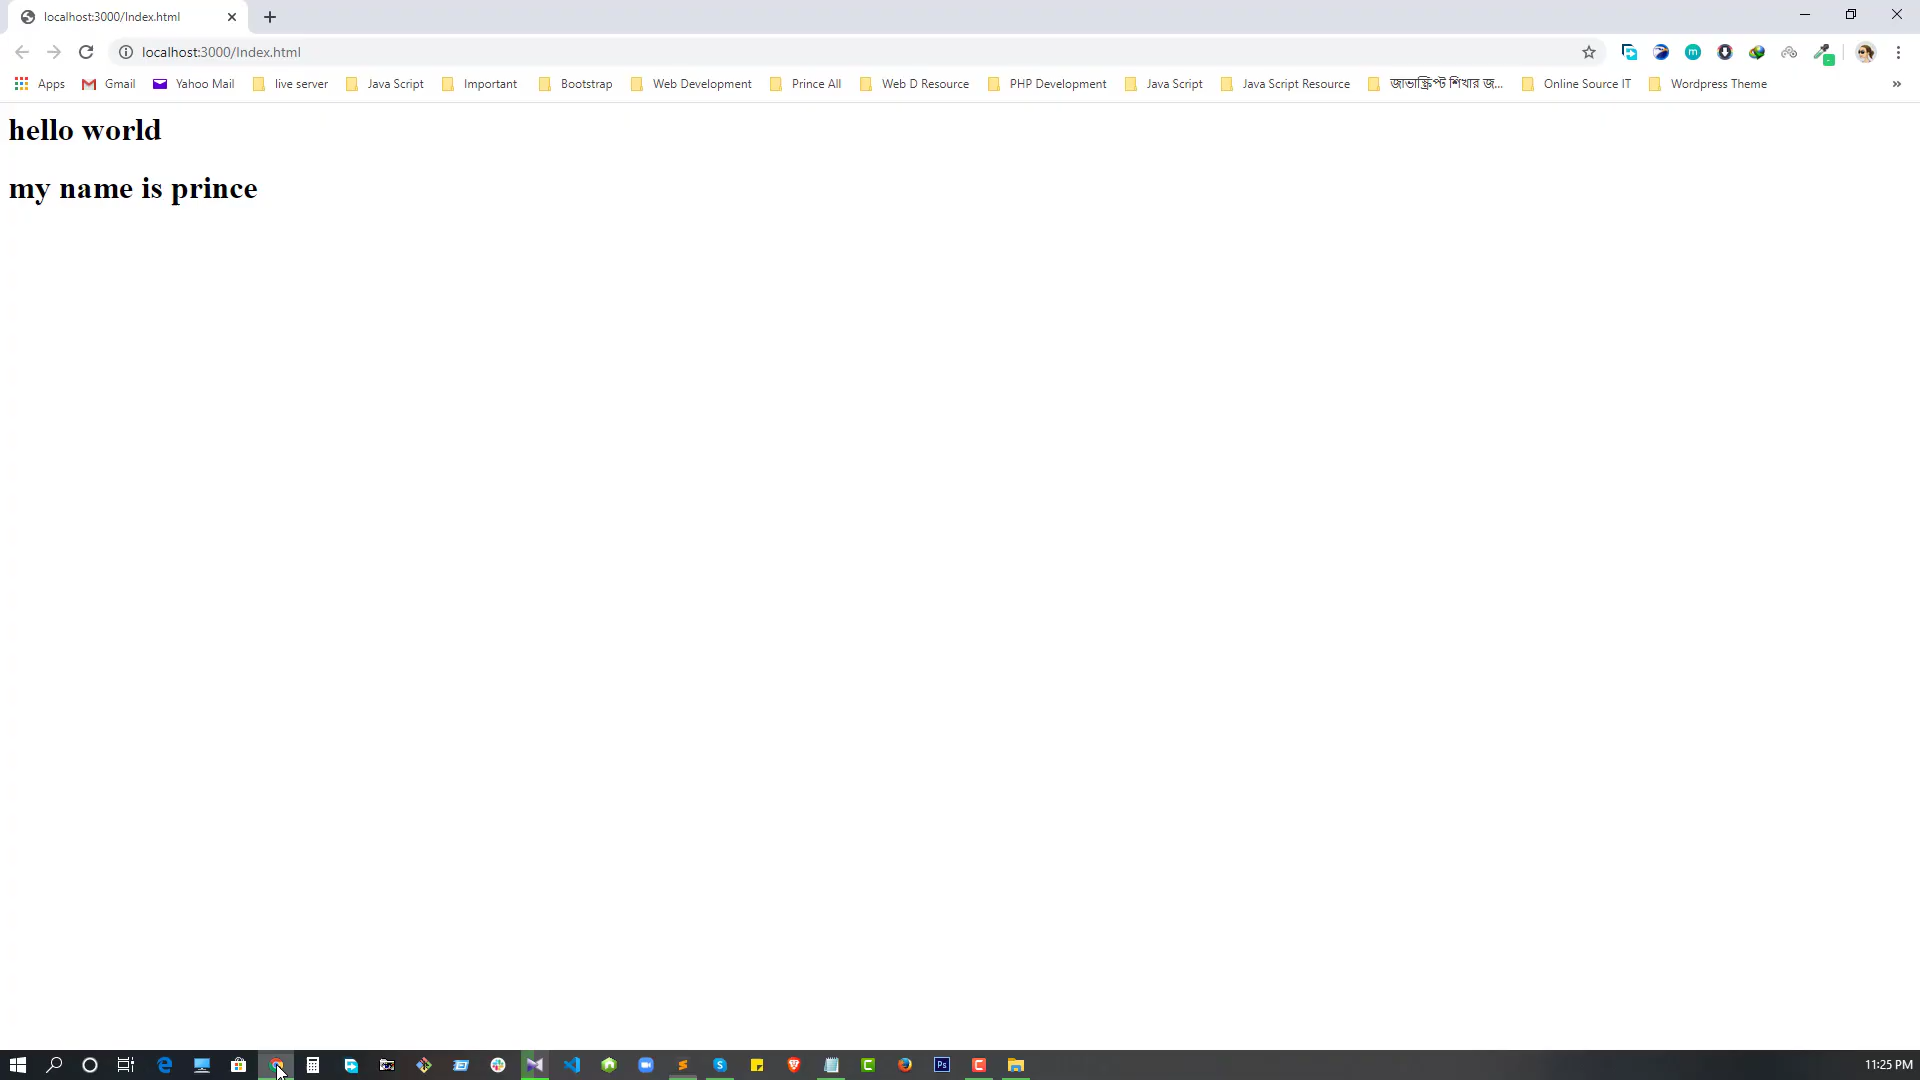 localhost:3000/Index.html
localhost:3000/Index.html
Apps Gmail Yahoo Mail live server Java Script Important Bootstrap Web Development Prince All Web D Resource PHP Development Java Script Java Script Resource জাভাস্ক্রিপ্ট শিখার জ... Online Source IT Wordpress Theme »
hello world
my name is prince
11:25 PM